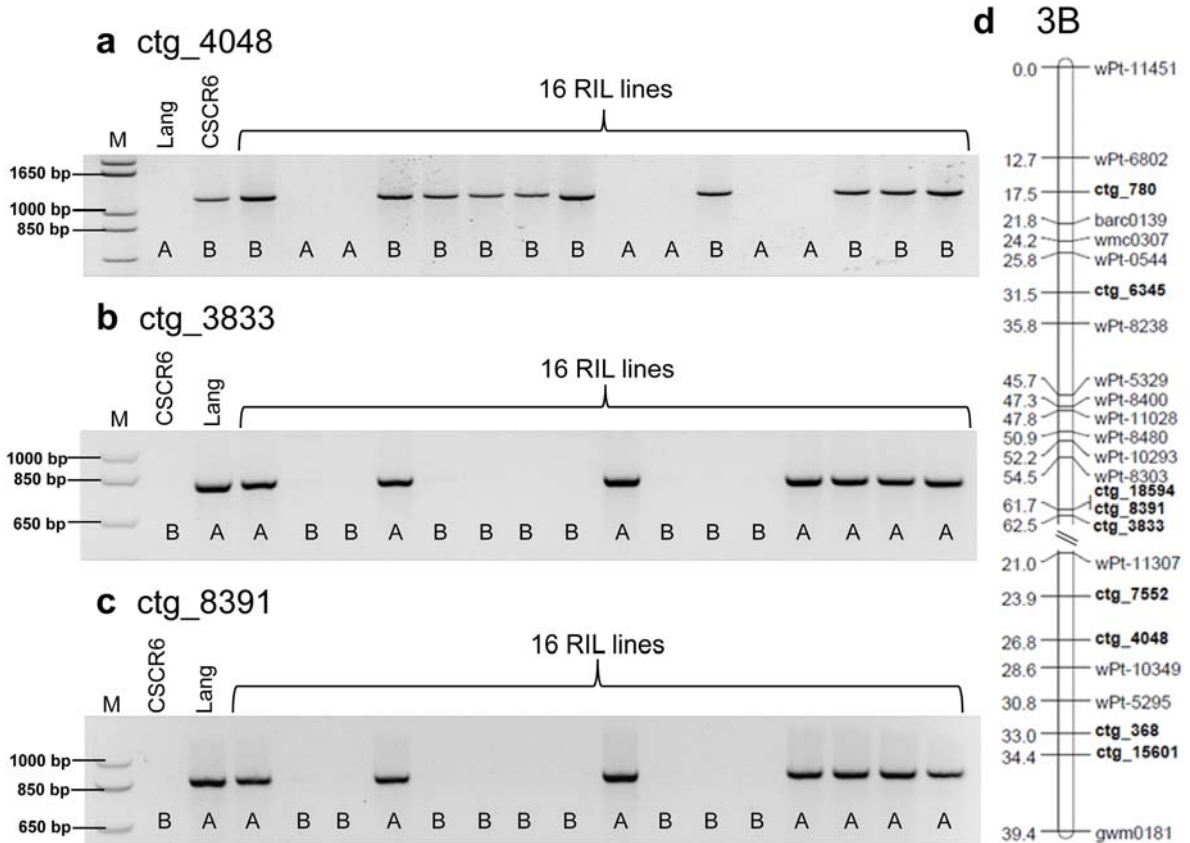 a ctg_4048
16 RIL lines
M Lang CSCR6
1650 bp
1000 bp
850 bp
A B B A A B B B B B A A B A A B B B
b ctg_3833
16 RIL lines
M CSCR6 Lang
1000 bp
850 bp
650 bp
B A A B B A B B B B A B B B A A A A
c ctg_8391
16 RIL lines
M CSCR6 Lang
1000 bp
850 bp
650 bp
B A A B B A B B B B A B B B A A A A
d 3B
0.0 wPt-11451
12.7 wPt-6802
17.5 ctg_780
21.8 barc0139
24.2 wmc0307
25.8 wPt-0544
31.5 ctg_6345
35.8 wPt-8238
45.7 wPt-5329
47.3 wPt-8400
47.8 wPt-11028
50.9 wPt-8480
52.2 wPt-10293
54.5 wPt-8303
ctg_18594
61.7 ctg_8391
62.5 ctg_3833
21.0 wPt-11307
23.9 ctg_7552
26.8 ctg_4048
28.6 wPt-10349
30.8 wPt-5295
33.0 ctg_368
34.4 ctg_15601
39.4 gwm0181